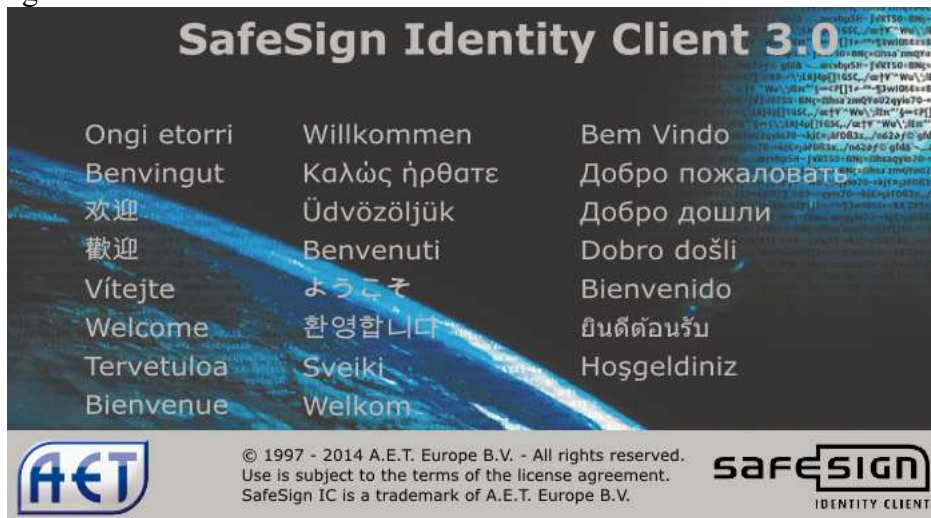 SafeSign Identity Client 3.0
Ongi etorri
Benvingut
欢迎
歡迎
Vítejte
Welcome
Tervetuloa
Bienvenue
Willkommen
Καλώς ήρθατε
Üdvözöljük
Benvenuti
ようこそ
환영합니다
Sveiki
Welkom
Bem Vindo
Добро пожаловать
Добро дошли
Dobro došli
Bienvenido
ยินดีต้อนรับ
Hoşgeldiniz
AET
© 1997 - 2014 A.E.T. Europe B.V. - All rights reserved.
Use is subject to the terms of the license agreement.
SafeSign IC is a trademark of A.E.T. Europe B.V.
safesign
IDENTITY CLIENT